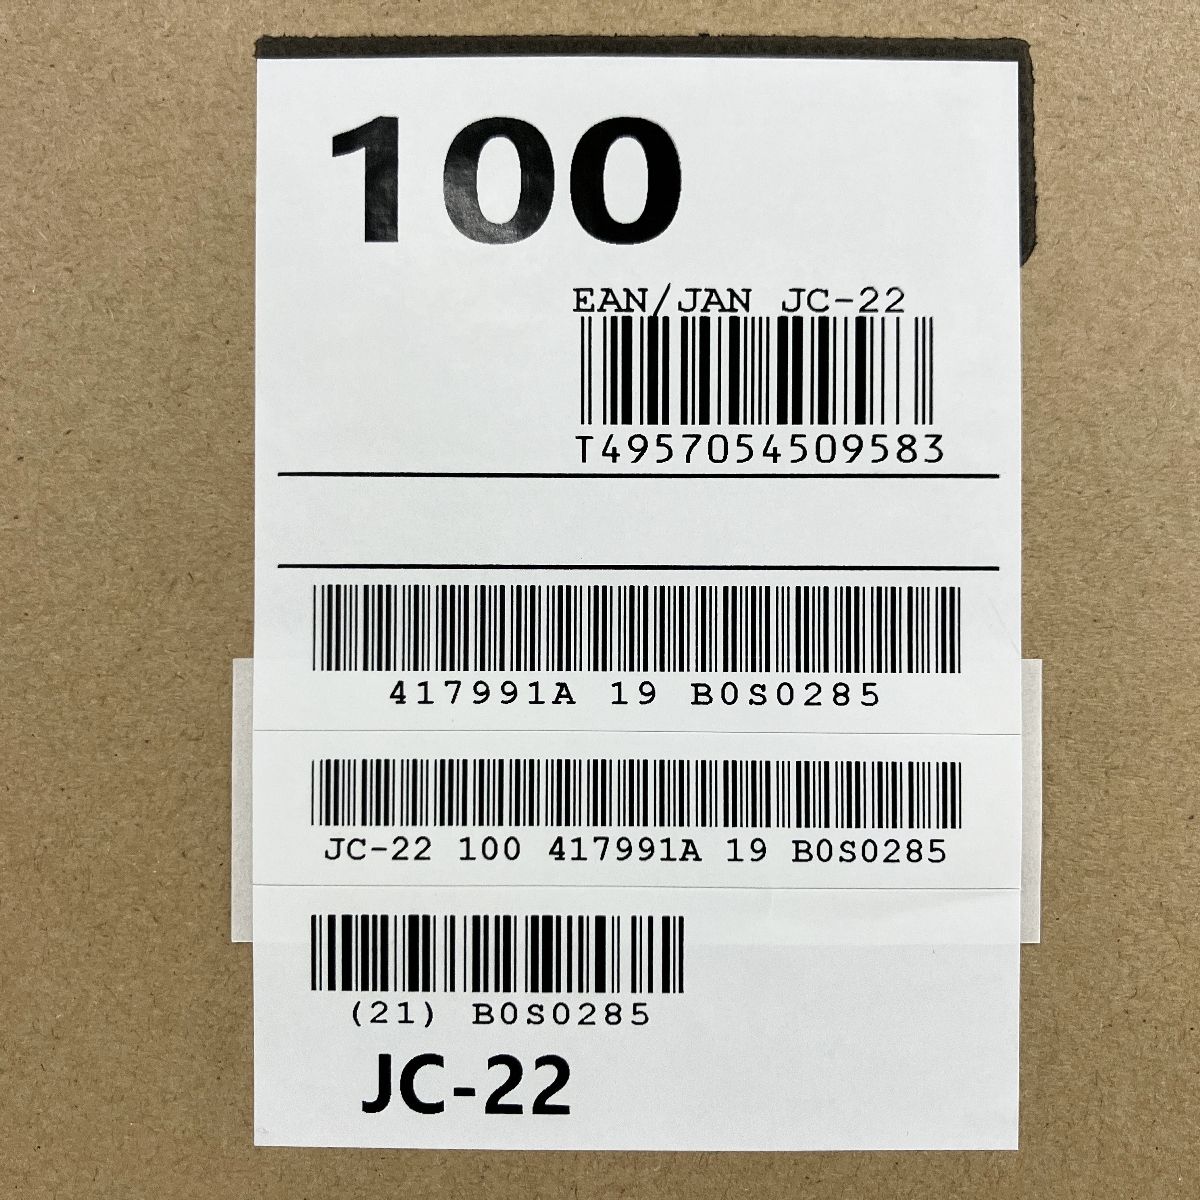 100
EAN/JAN JC-22
T4957054509583
417991A 19 B0S0285
JC-22 100 417991A 19 B0S0285
(21) B0S0285
JC-22